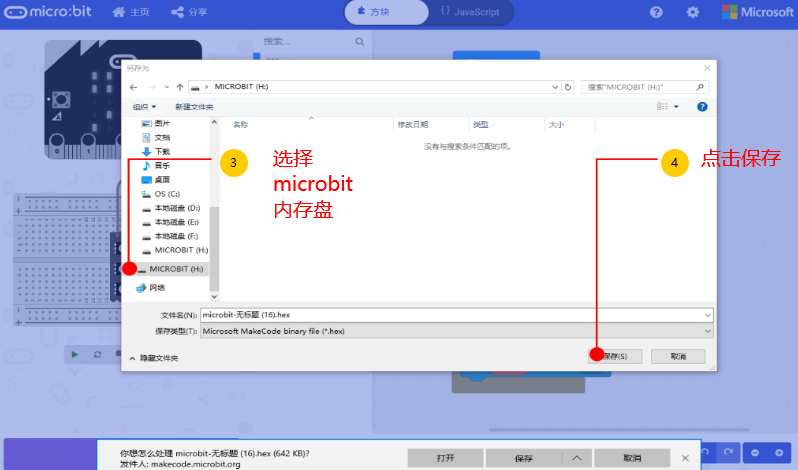 micro:bit
主页
分享
方块
{} JavaScript
Microsoft
搜索...
另存为
MICROBIT (H:)
搜索"MICROBIT (H:)"
组织
新建文件夹
名称
修改日期
类型
大小
没有与搜索条件匹配的项。
图片
文档
下载
音乐
桌面
OS (C:)
本地磁盘 (D:)
本地磁盘 (E:)
本地磁盘 (F:)
MICROBIT (H:)
MICROBIT (H:)
网络
3
选择
microbit
内存盘
4
点击保存
文件名(N):
microbit-无标题 (16).hex
保存类型(T):
Microsoft MakeCode binary file (*.hex)
隐藏文件夹
保存(S)
取消
0
1
你想怎么处理 microbit-无标题 (16).hex (642 KB)?
发件人: makecode.microbit.org
打开
保存
取消